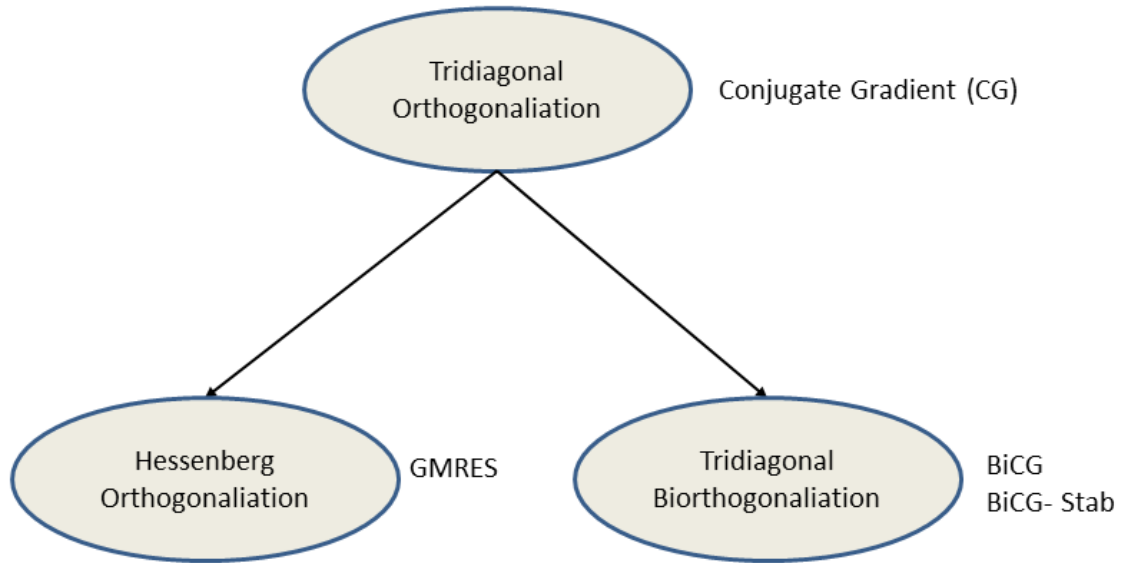 Tridiagonal
Orthogonaliation
Conjugate Gradient (CG)
Hessenberg
Orthogonaliation
GMRES
Tridiagonal
Biorthogonaliation
BiCG
BiCG- Stab